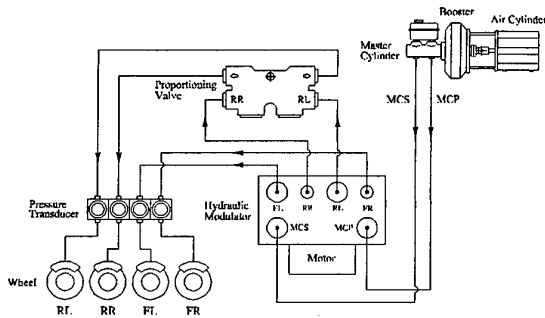 Booster
Air Cylinder
Master
Cylinder
MCS
MCP
Proportioning
Valve
RR
RL
Pressure
Transducer
Hydraulic
Modulator
FL
RR
RL
FR
MCS
MCP
Motor
Wheel
RL
RR
FL
FR